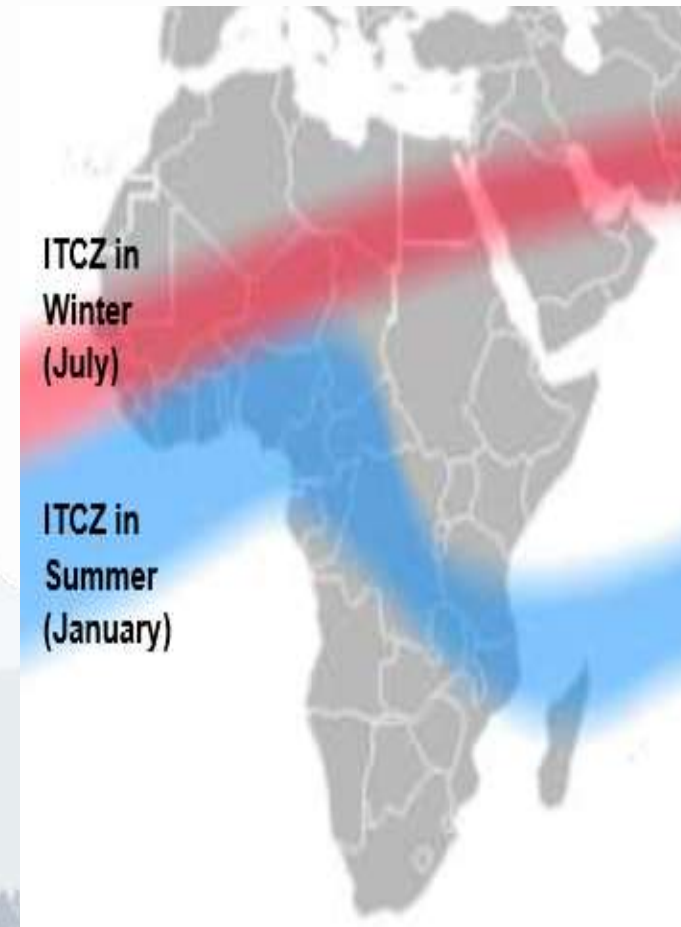 ITCZ in
Winter
(July)
ITCZ in
Summer
(January)